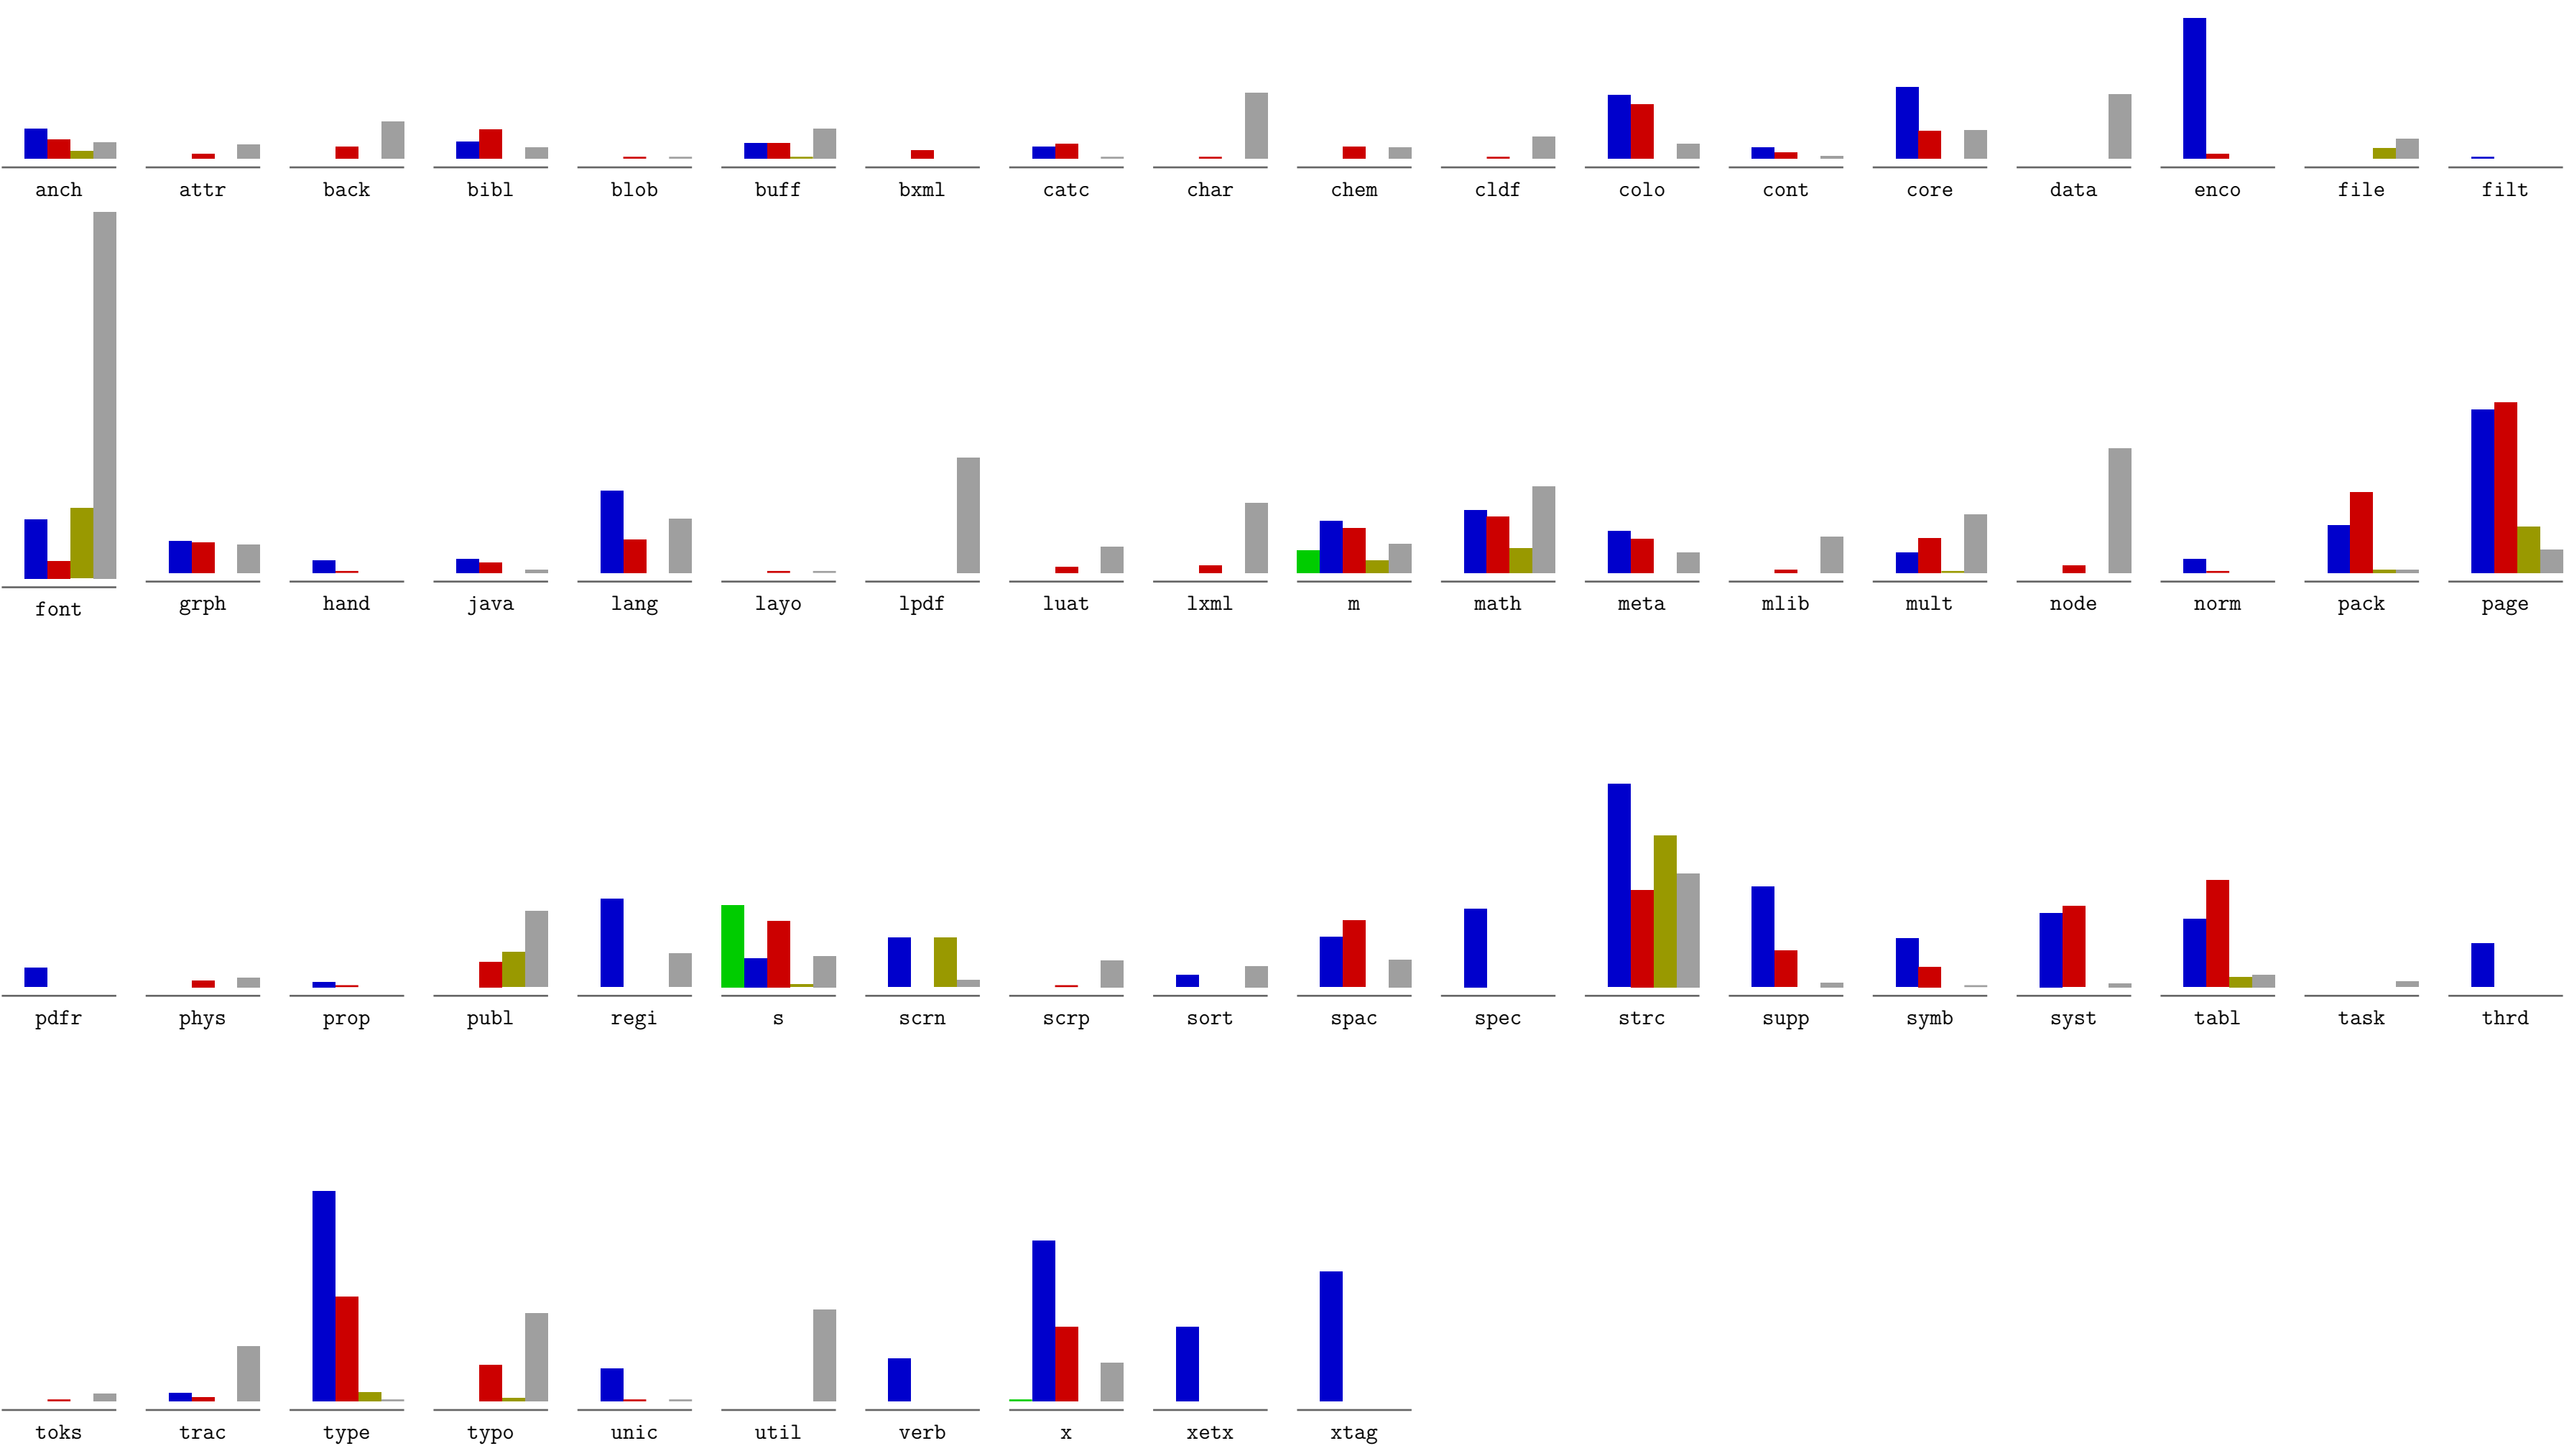 anch attr back bibl blob buff bxml catc char chem cldf colo cont core data enco file filt
font grph hand java lang layo lpdf luat lxml m math meta mlib mult node norm pack page
pdfr phys prop publ regi s scrn scrp sort spac spec strc supp symb syst tabl task thrd
toks trac type typo unic util verb x xetx xtag